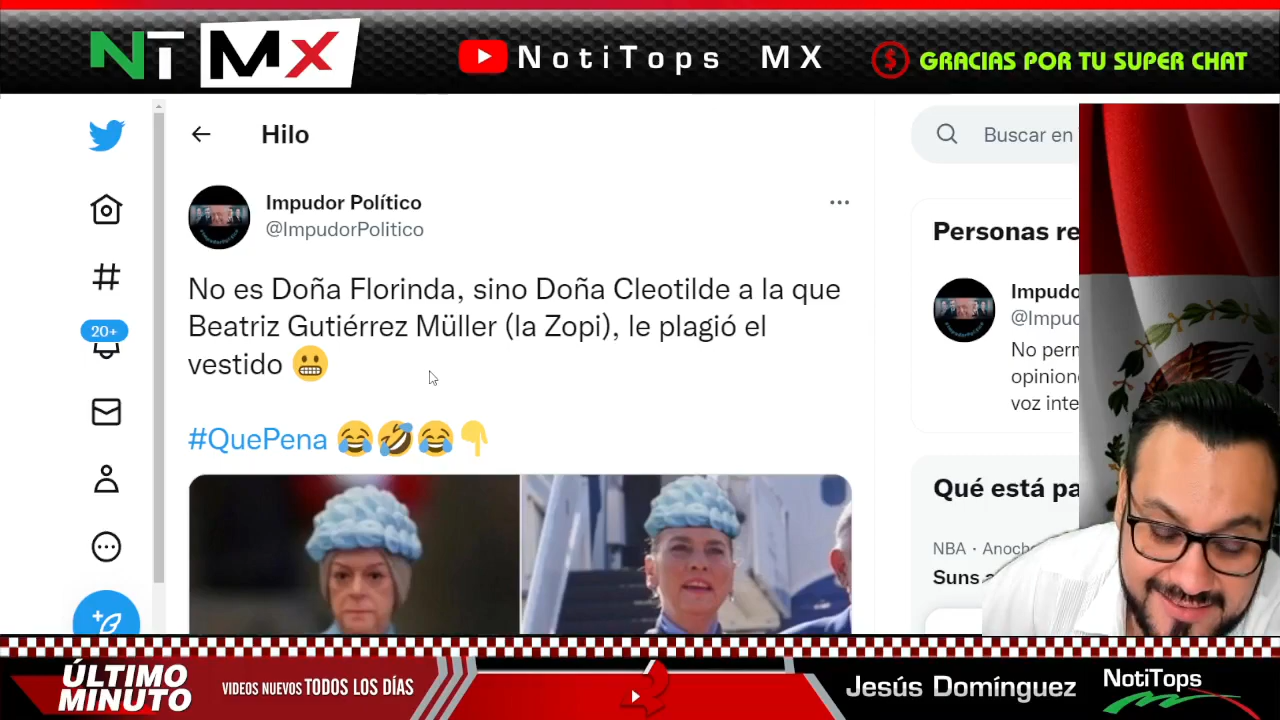 NT MX
NotiTops MX
GRACIAS POR TU SUPER CHAT
Hilo
Buscar en
Impudor Político
@ImpudorPolitico
No es Doña Florinda, sino Doña Cleotilde a la que
Beatriz Gutiérrez Müller (la Zopi), le plagió el
vestido 😬
#QuePena 😂🤣😂👇
20+
Personas re
Impudo
@Impud
No perm
opinione
voz inte
Qué está pa
NBA · Anoche
Suns a
ÚLTIMO
MINUTO
VIDEOS NUEVOS TODOS LOS DÍAS
Jesús Domínguez
NotiTops